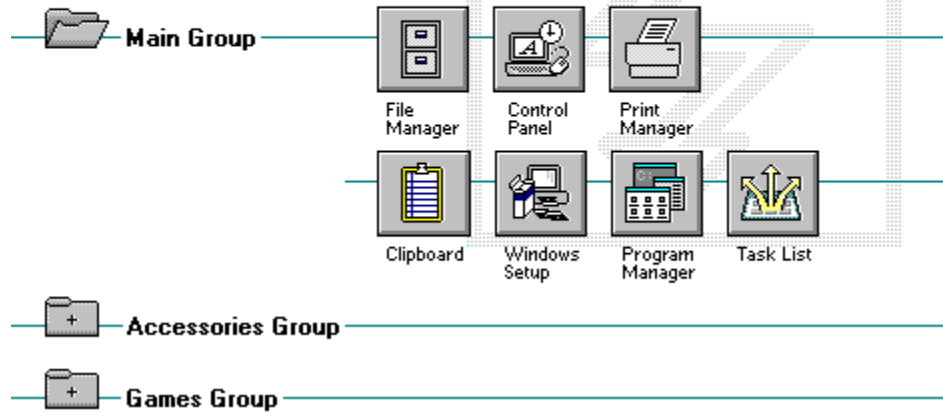 Main Group
File
Manager
Control
Panel
Print
Manager
Clipboard
Windows
Setup
Program
Manager
Task List
Accessories Group
Games Group